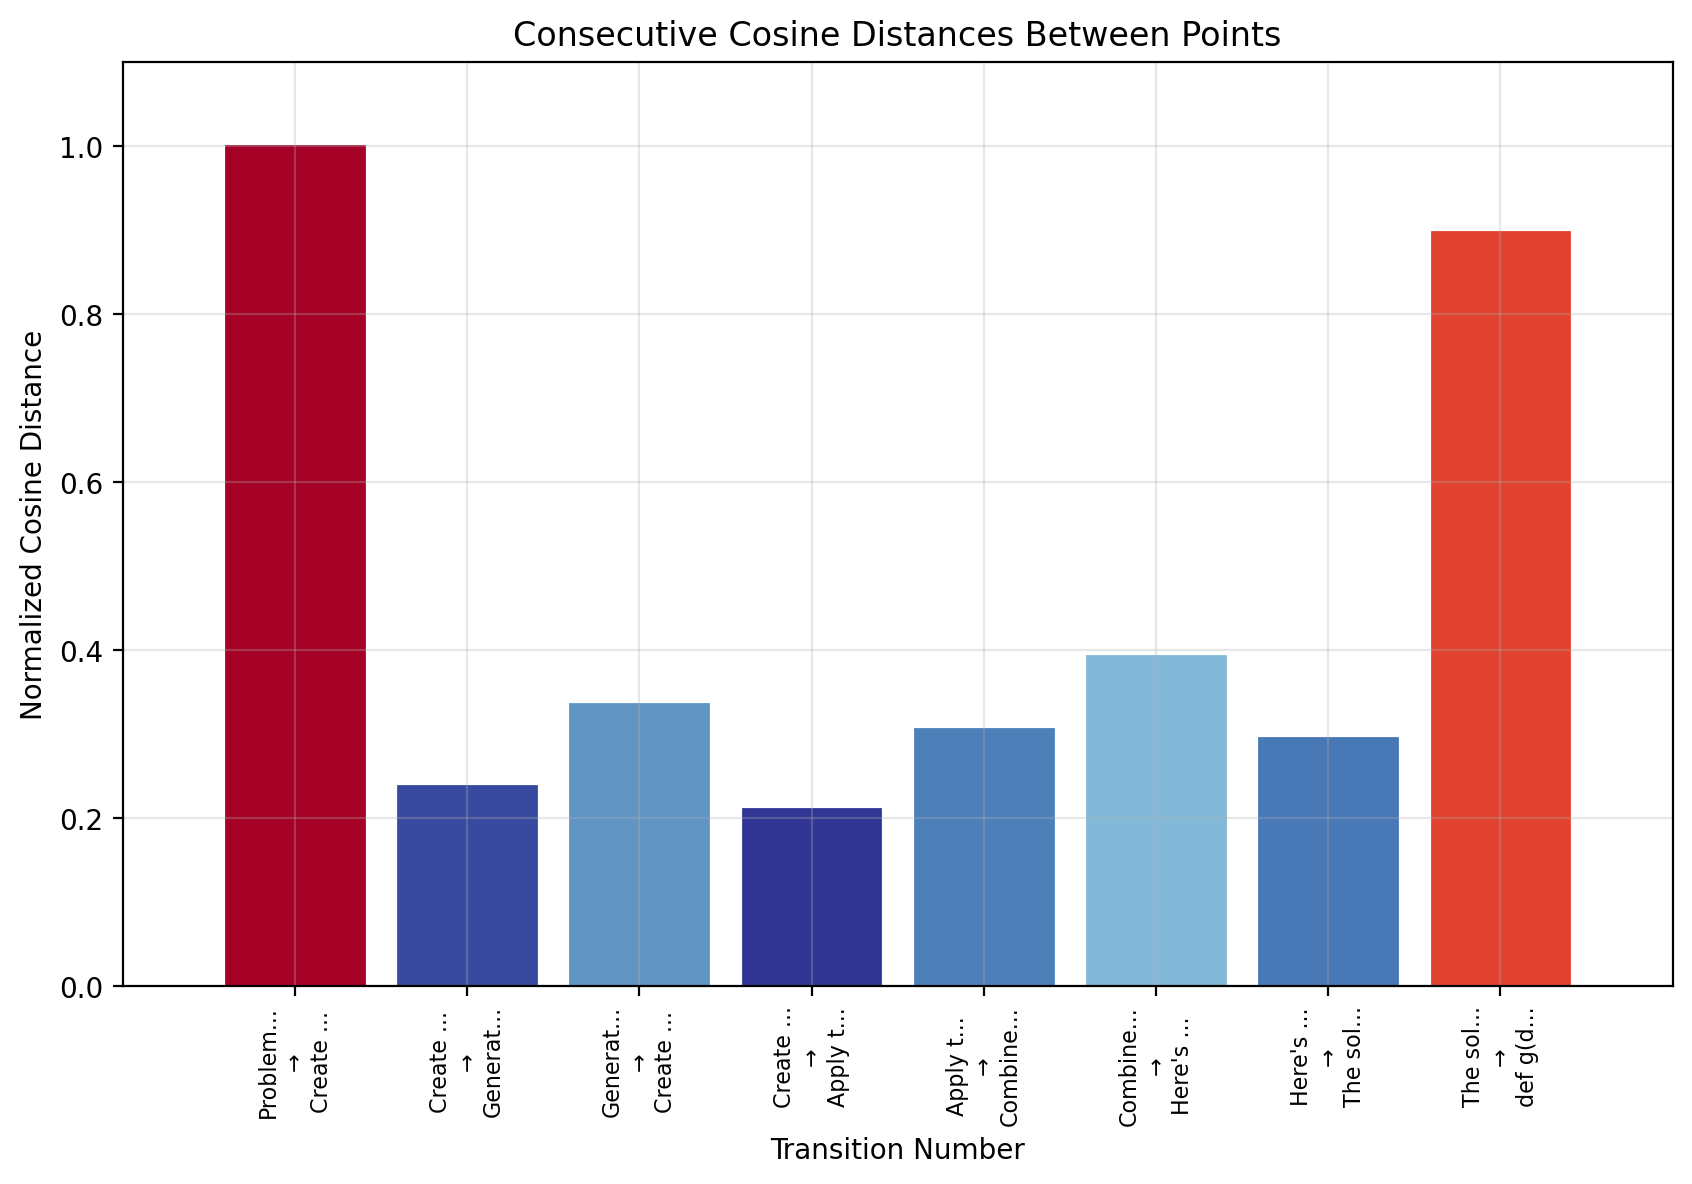 Consecutive Cosine Distances Between Points
Normalized Cosine Distance
1.0
0.8
0.6
0.4
0.2
0.0
Problem...
→
Create ...
Create ...
→
Generat...
Generat...
→
Create ...
Create ...
→
Apply t...
Apply t...
→
Combine...
Combine...
→
Here's ...
Here's ...
→
The sol...
The sol...
→
def g(d...
Transition Number